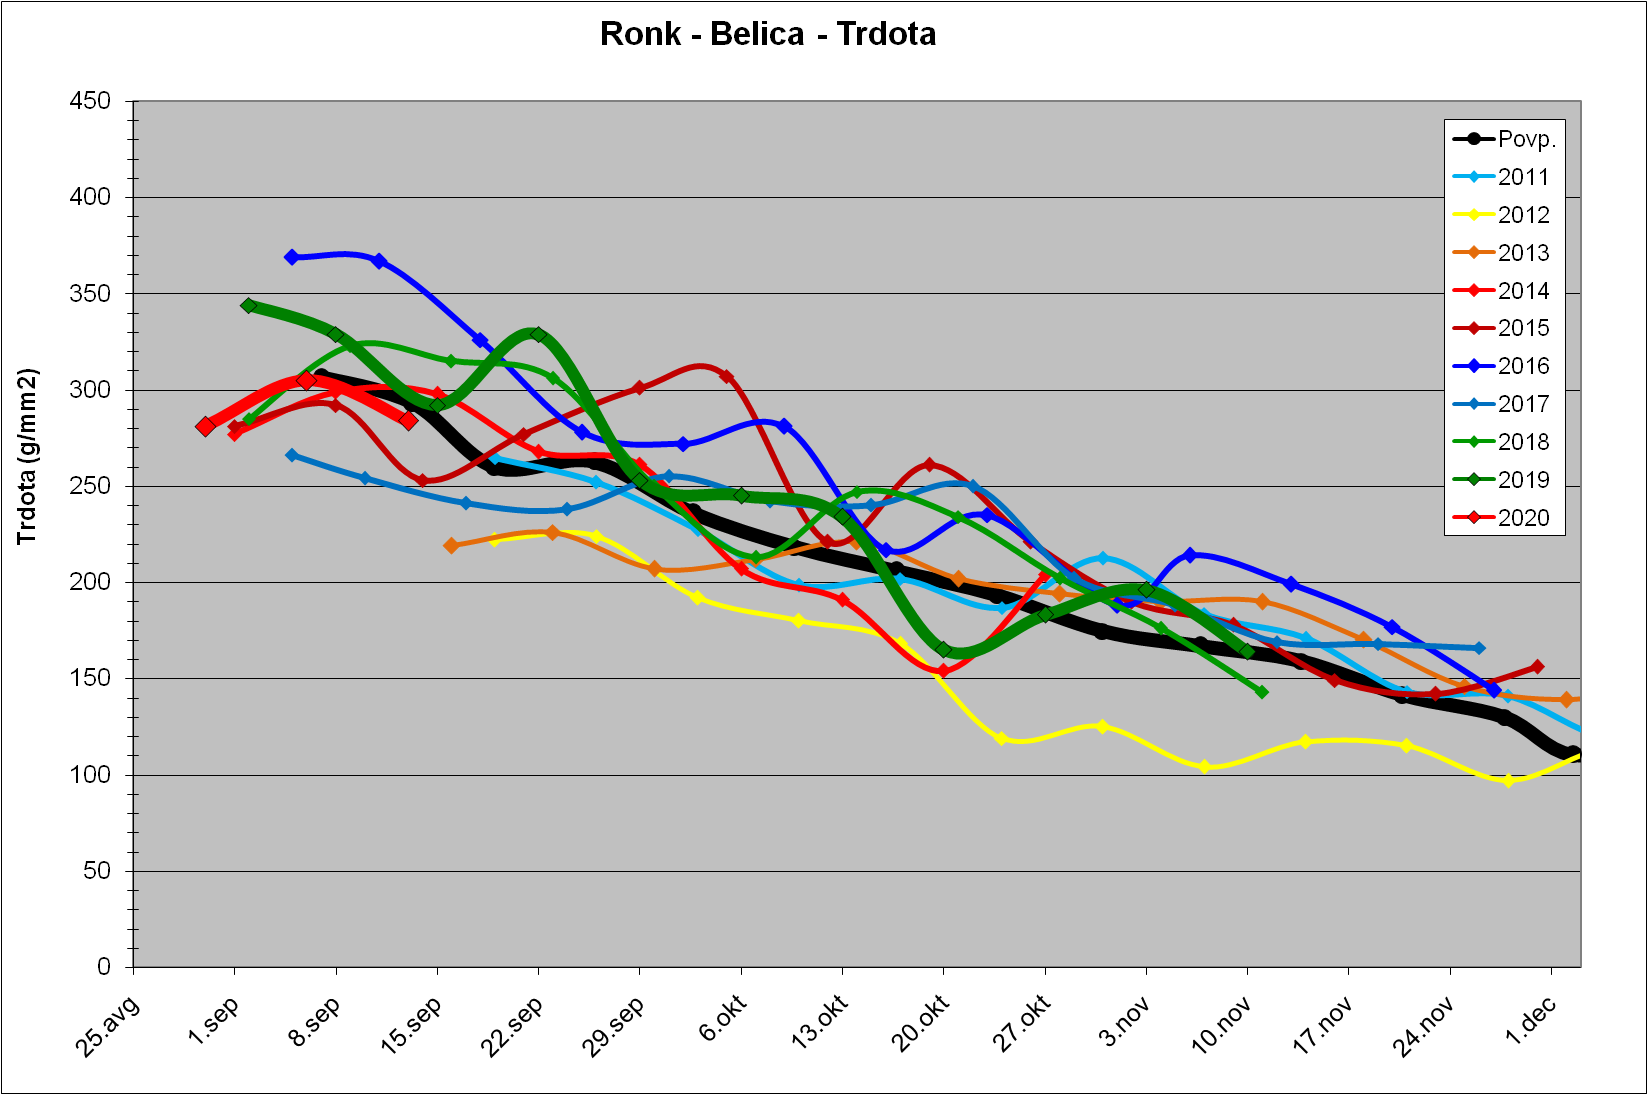 Ronk - Belica - Trdota
Trdota (g/mm2)
450
400
350
300
250
200
150
100
50
0
25.avg
1.sep
8.sep
15.sep
22.sep
29.sep
6.okt
13.okt
20.okt
27.okt
3.nov
10.nov
17.nov
24.nov
1.dec
Povp.
2011
2012
2013
2014
2015
2016
2017
2018
2019
2020